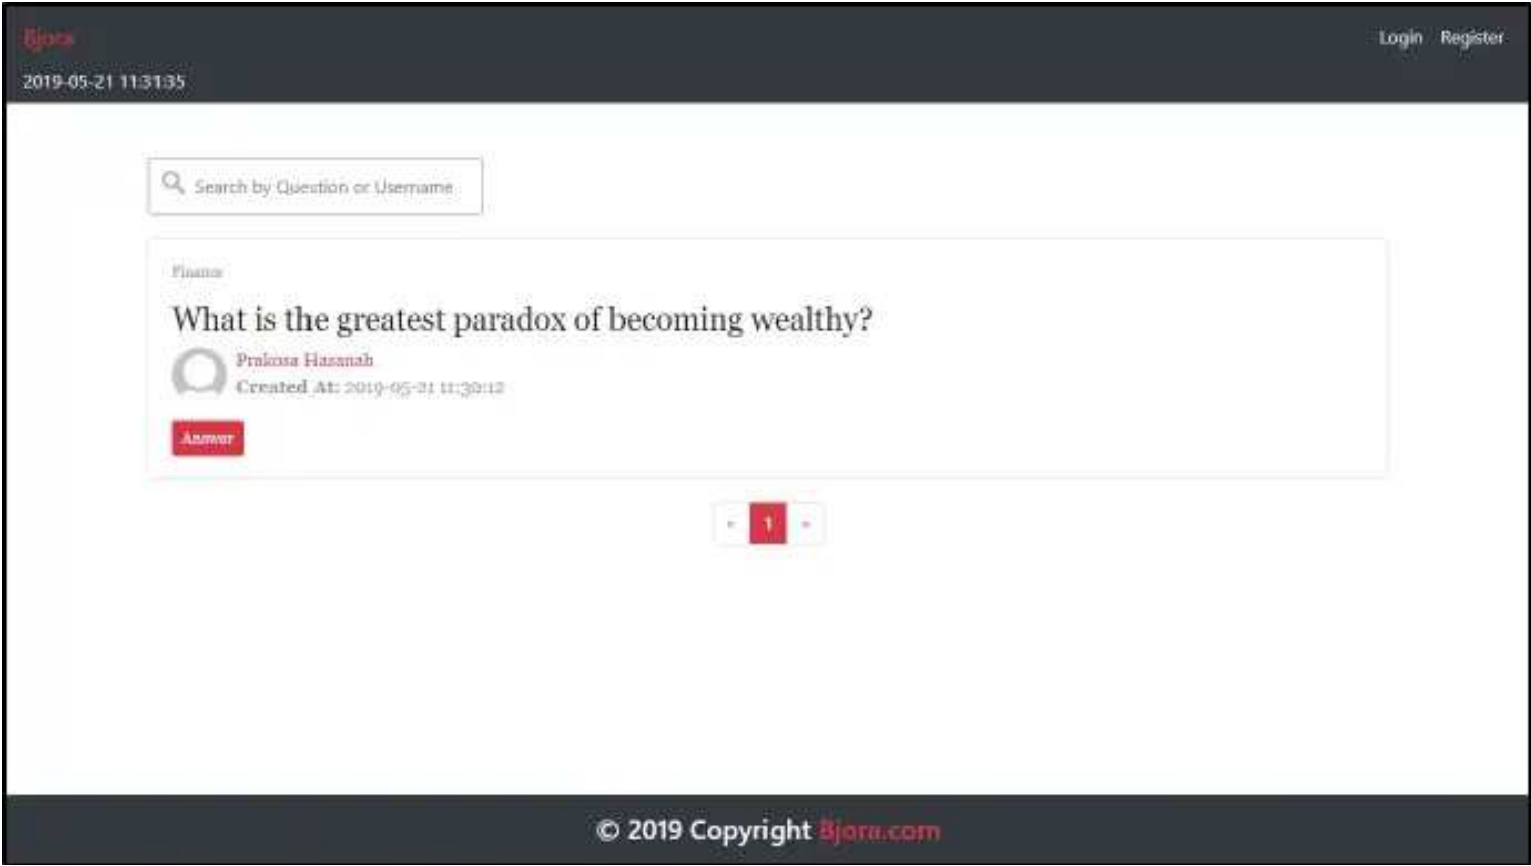 Bjora
Login Register
2019-05-21 11:31:35
Search by Question or Username
Finance
What is the greatest paradox of becoming wealthy?
Prakosa Hasanah
Created At: 2019-05-21 11:30:12
Answer
« 1 »
© 2019 Copyright Bjora.com